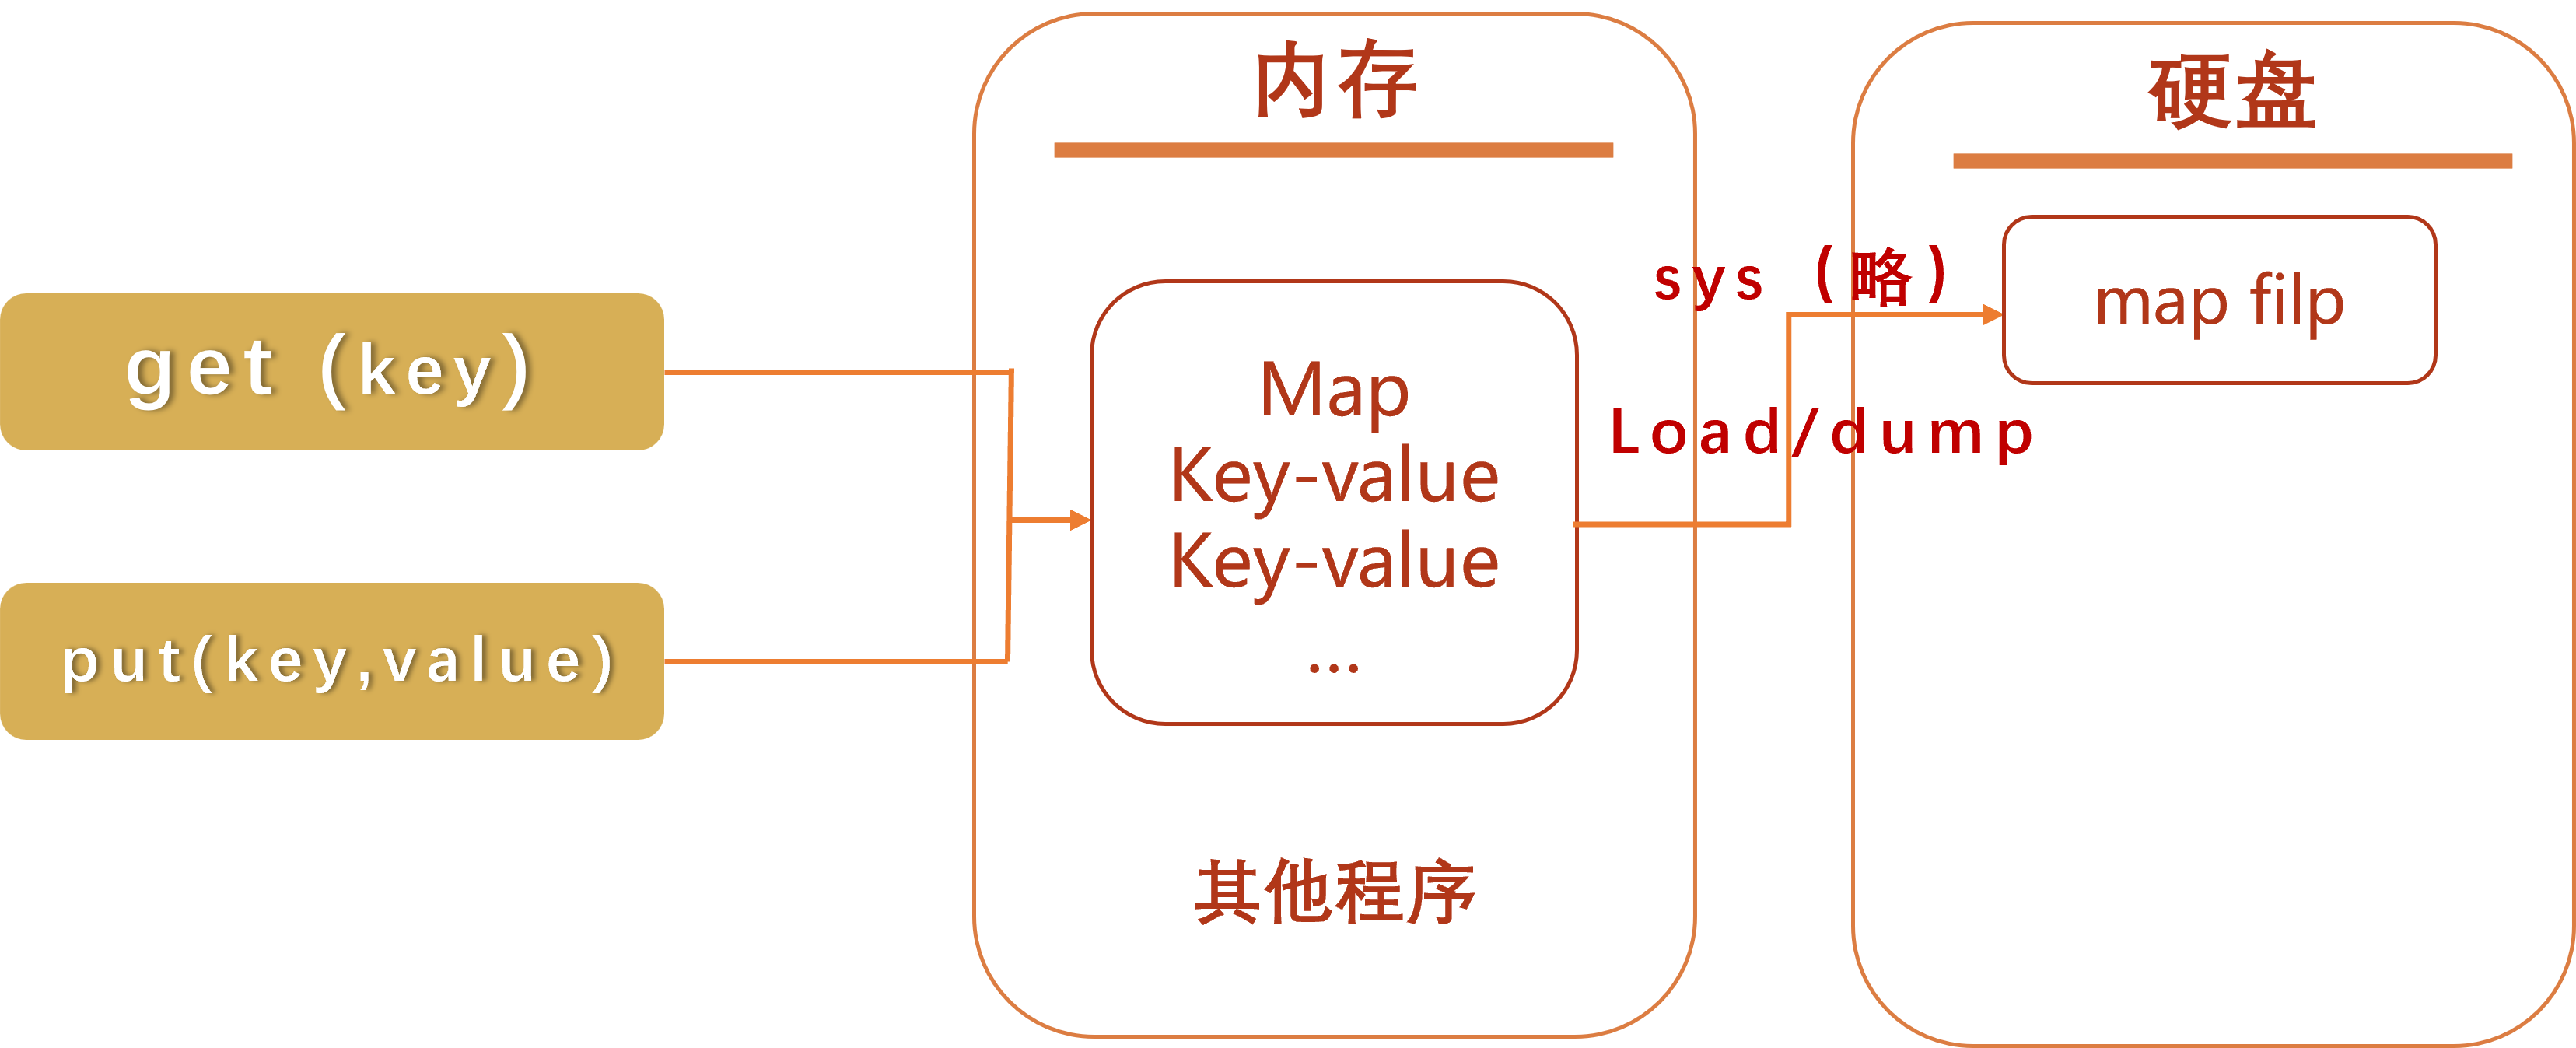 内存
硬盘
get (key)
put(key,value)
Map
Key-value
Key-value
...
其他程序
sys (略)
Load/dump
map filp